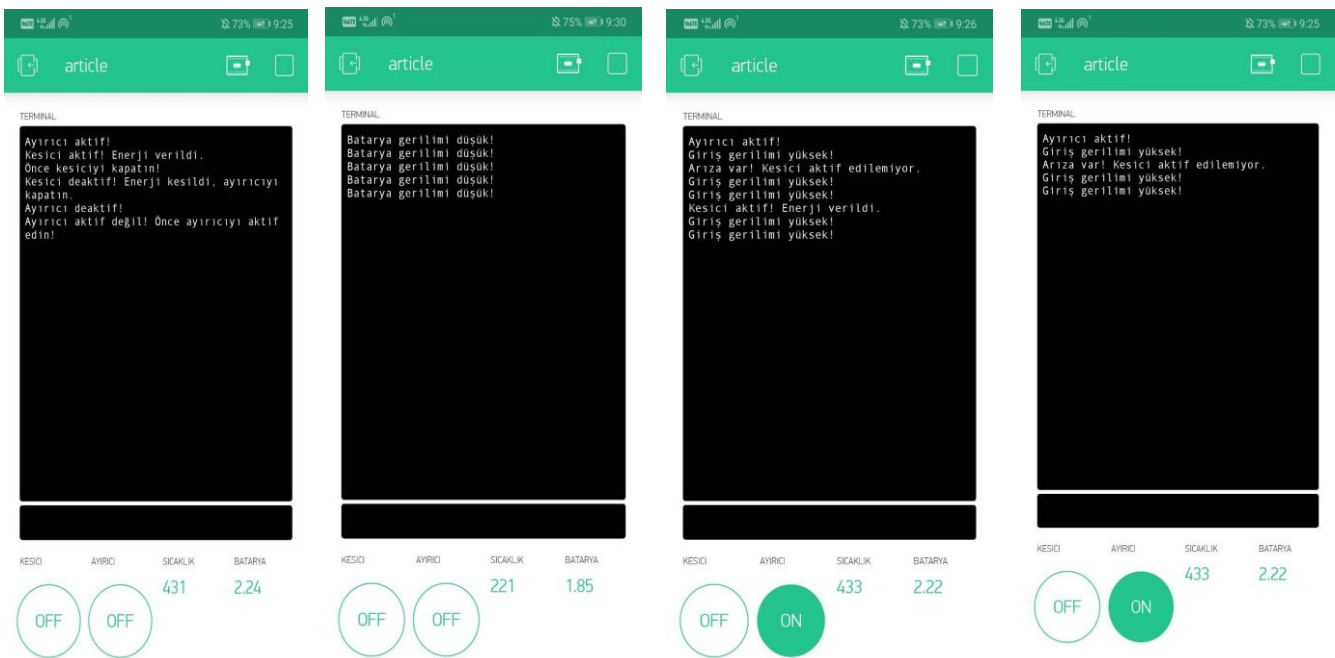 73% 9:25
article
TERMINAL
Ayırıcı aktif!
Kesici aktif! Enerji verildi.
Önce kesiciyi kapatın!
Kesici deaktif! Enerji kesildi, ayırıcıyı
kapatın.
Ayırıcı deaktif!
Ayırıcı aktif değil! Önce ayırıcıyı aktif
edin!
KESICI AYIRICI SICAKLIK BATARYA
431 2.24
OFF OFF
75% 9:30
article
TERMINAL
Batarya gerilimi düşük!
Batarya gerilimi düşük!
Batarya gerilimi düşük!
Batarya gerilimi düşük!
Batarya gerilimi düşük!
KESICI AYIRICI SICAKLIK BATARYA
221 1.85
OFF OFF
73% 9:26
article
TERMINAL
Ayırıcı aktif!
Giriş gerilimi yüksek!
Arıza var! Kesici aktif edilemiyor.
Giriş gerilimi yüksek!
Giriş gerilimi yüksek!
Kesici aktif! Enerji verildi.
Giriş gerilimi yüksek!
Giriş gerilimi yüksek!
KESICI AYIRICI SICAKLIK BATARYA
433 2.22
OFF ON
73% 9:25
article
TERMINAL
Ayırıcı aktif!
Giriş gerilimi yüksek!
Arıza var! Kesici aktif edilemiyor.
Giriş gerilimi yüksek!
Giriş gerilimi yüksek!
KESICI AYIRICI SICAKLIK BATARYA
433 2.22
OFF ON